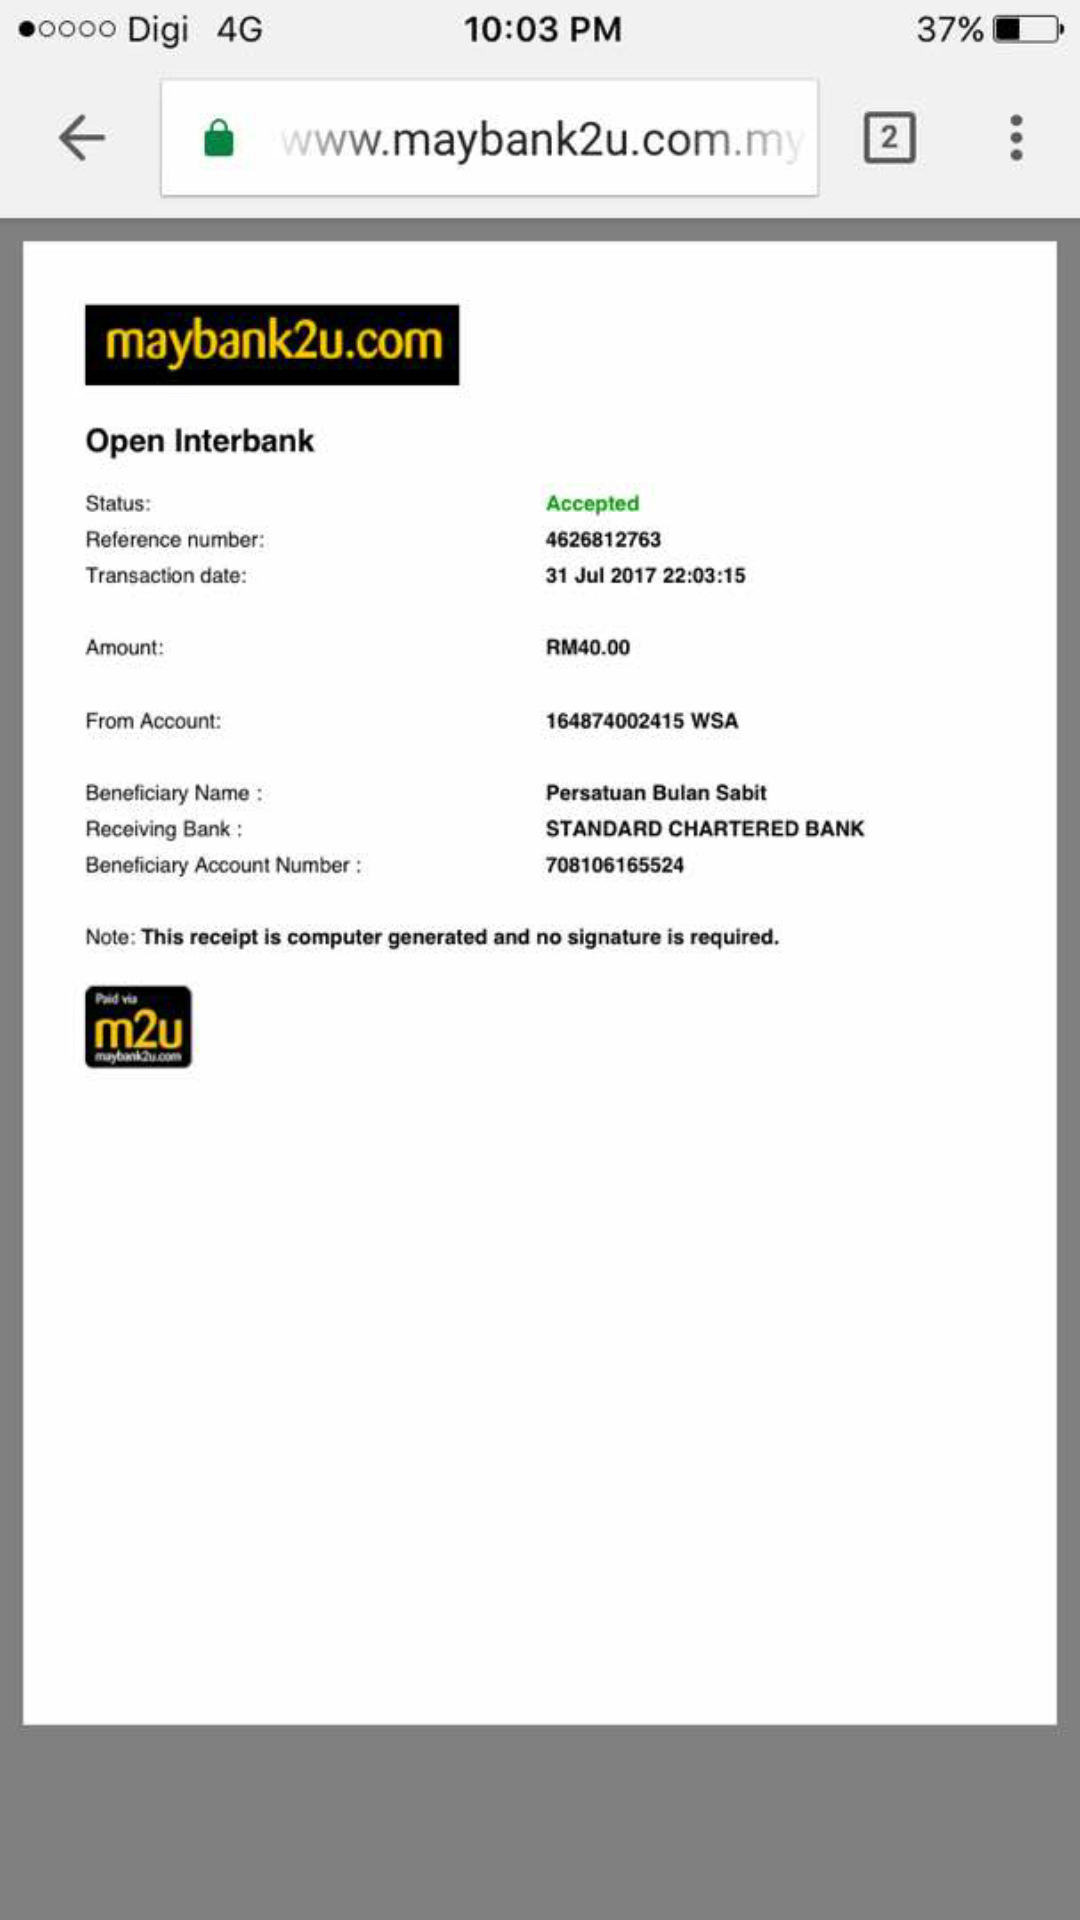 Digi 4G 10:03 PM 37%
www.maybank2u.com.my 2
maybank2u.com
Open Interbank
Status: Accepted
Reference number: 4626812763
Transaction date: 31 Jul 2017 22:03:15
Amount: RM40.00
From Account: 164874002415 WSA
Beneficiary Name : Persatuan Bulan Sabit
Receiving Bank : STANDARD CHARTERED BANK
Beneficiary Account Number : 708106165524
Note: This receipt is computer generated and no signature is required.
Paid via
m2u
maybank2u.com